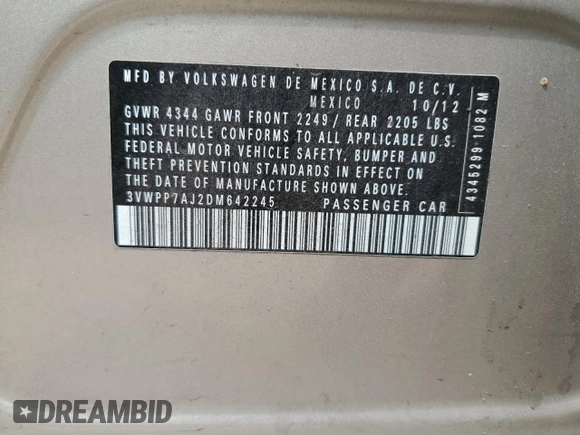 MFD BY VOLKSWAGEN DE MEXICO S.A. DE C.V.
MEXICO 10/12
GVWR 4344 GAWR FRONT 2249 / REAR 2205 LBS
THIS VEHICLE CONFORMS TO ALL APPLICABLE U.S.
FEDERAL MOTOR VEHICLE SAFETY, BUMPER AND
THEFT PREVENTION STANDARDS IN EFFECT ON
THE DATE OF MANUFACTURE SHOWN ABOVE.
3VWPP7AJ2DM642245 PASSENGER CAR
4345299 1082 M
DREAMBID